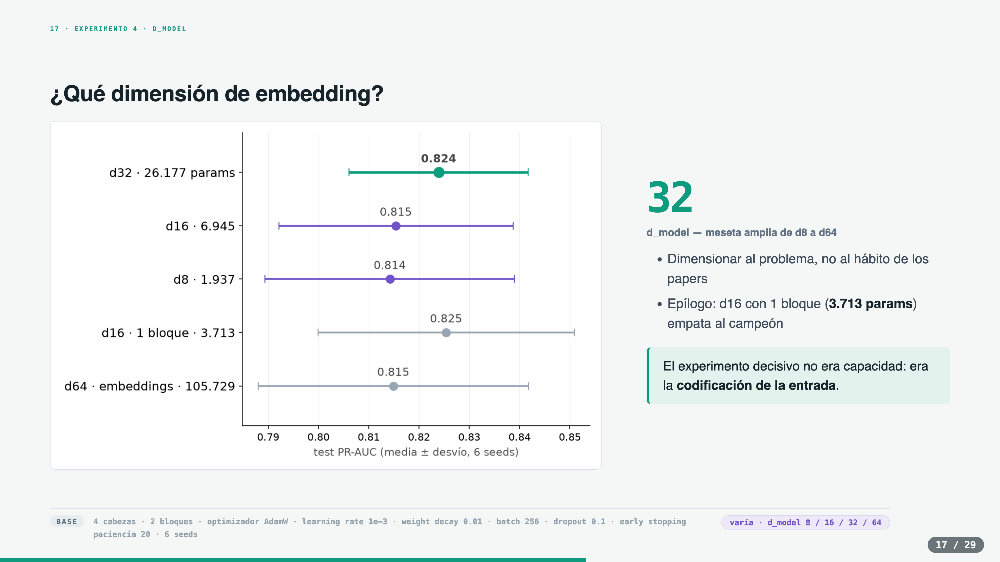 17 · EXPERIMENTO 4 · D_MODEL
¿Qué dimensión de embedding?
0.824
d32 · 26.177 params
0.815
d16 · 6.945
0.814
d8 · 1.937
0.825
d16 · 1 bloque · 3.713
0.815
d64 · embeddings · 105.729
0.79 0.80 0.81 0.82 0.83 0.84 0.85
test PR-AUC (media ± desvío, 6 seeds)
32
d_model — meseta amplia de d8 a d64
• Dimensionar al problema, no al hábito de los
papers
• Epílogo: d16 con 1 bloque (3.713 params)
empata al campeón
El experimento decisivo no era capacidad: era
la codificación de la entrada.
BASE 4 cabezas · 2 bloques · optimizador AdamW · learning rate 1e−3 · weight decay 0.01 · batch 256 · dropout 0.1 · early stopping
paciencia 20 · 6 seeds
varía · d_model 8 / 16 / 32 / 64
17 / 29